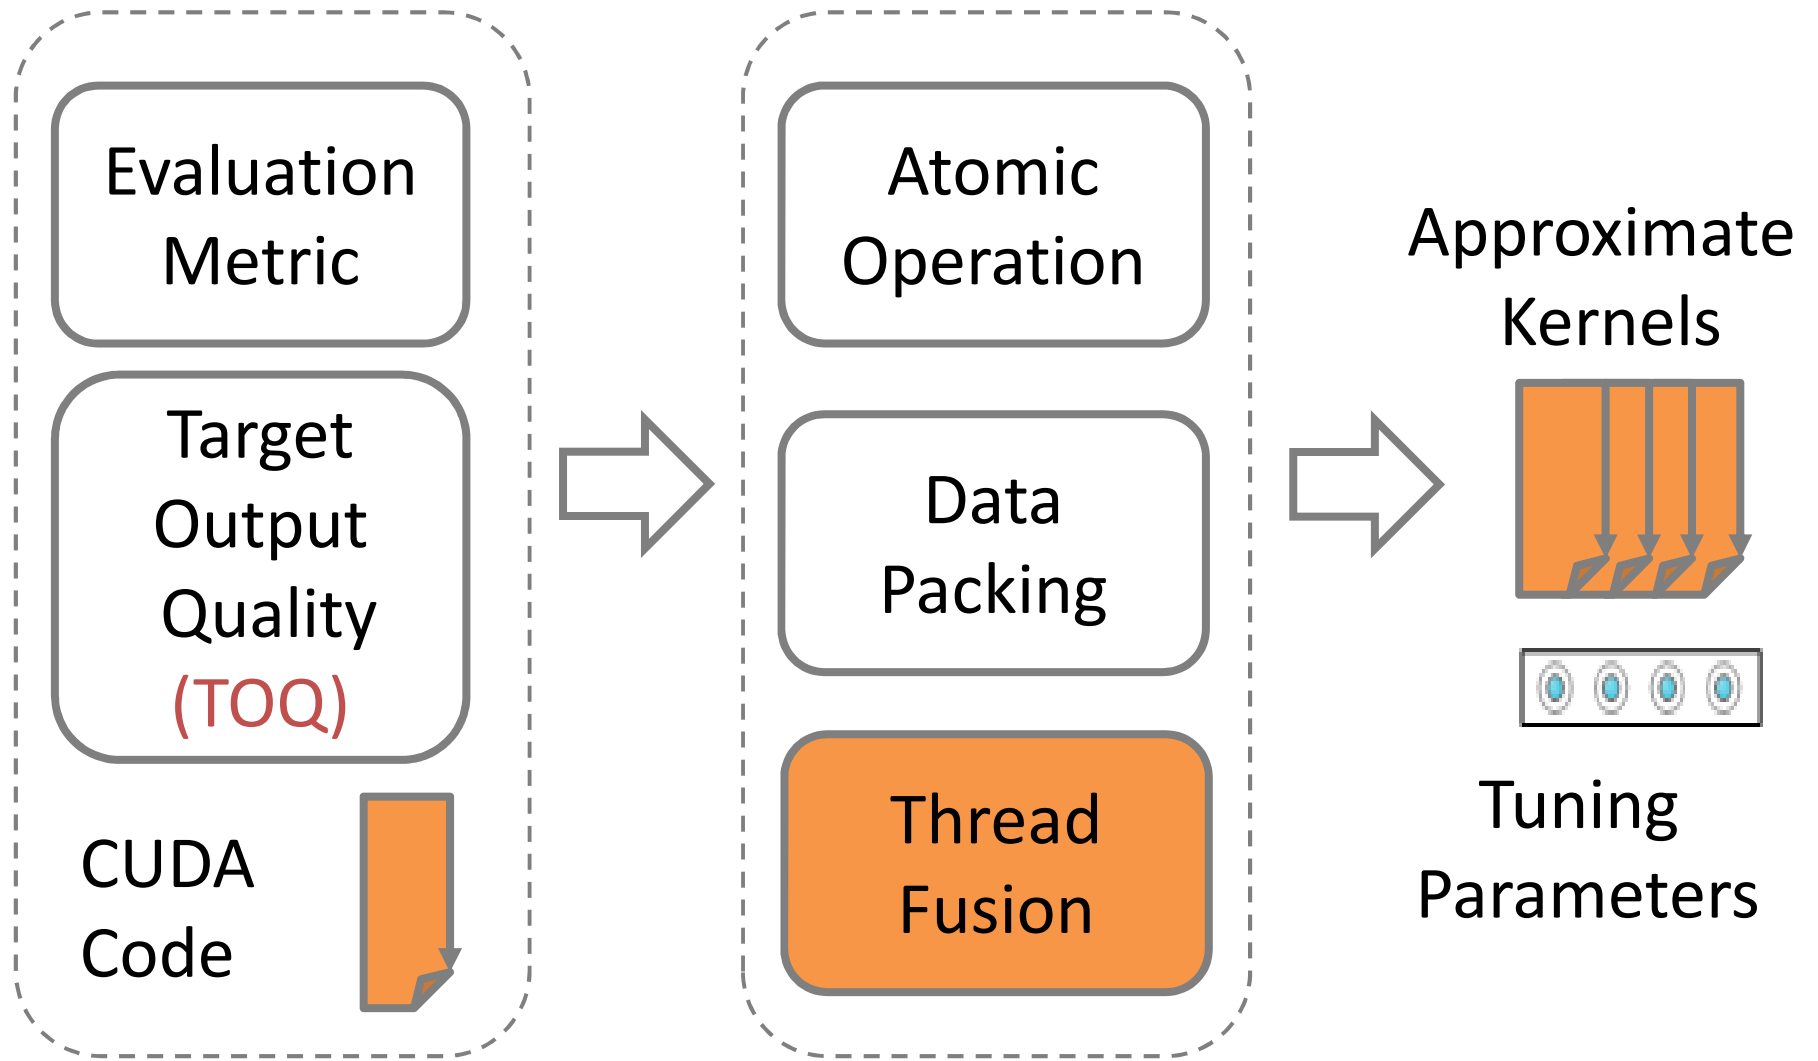 Evaluation
Metric
Target
Output
Quality
(TOQ)
CUDA
Code
Atomic
Operation
Data
Packing
Thread
Fusion
Approximate
Kernels
Tuning
Parameters